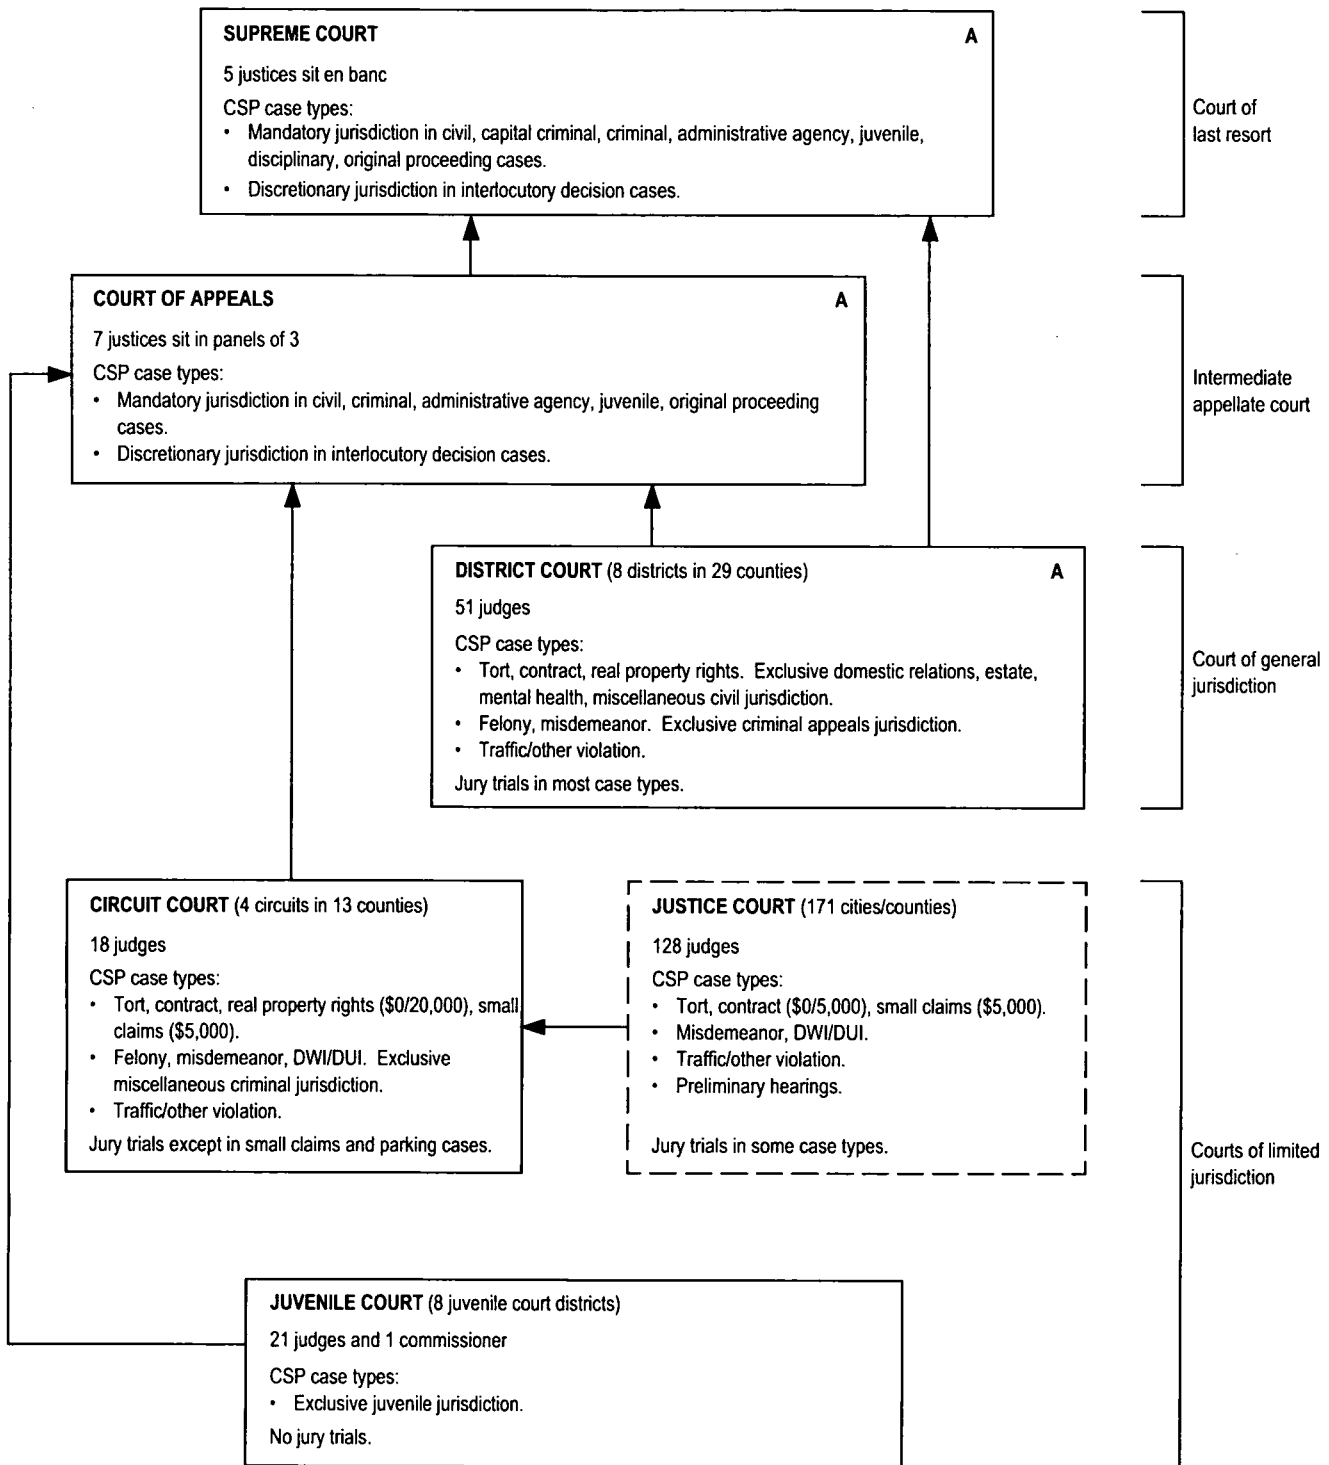 SUPREME COURT A
5 justices sit en banc
CSP case types:
• Mandatory jurisdiction in civil, capital criminal, criminal, administrative agency, juvenile,
disciplinary, original proceeding cases.
• Discretionary jurisdiction in interlocutory decision cases.
Court of
last resort
COURT OF APPEALS A
7 justices sit in panels of 3
CSP case types:
• Mandatory jurisdiction in civil, criminal, administrative agency, juvenile, original proceeding
cases.
• Discretionary jurisdiction in interlocutory decision cases.
Intermediate
appellate court
DISTRICT COURT (8 districts in 29 counties) A
51 judges
CSP case types:
• Tort, contract, real property rights. Exclusive domestic relations, estate,
mental health, miscellaneous civil jurisdiction.
• Felony, misdemeanor. Exclusive criminal appeals jurisdiction.
• Traffic/other violation.
Jury trials in most case types.
Court of general
jurisdiction
CIRCUIT COURT (4 circuits in 13 counties)
18 judges
CSP case types:
• Tort, contract, real property rights ($0/20,000), small
claims ($5,000).
• Felony, misdemeanor, DWI/DUI. Exclusive
miscellaneous criminal jurisdiction.
• Traffic/other violation.
Jury trials except in small claims and parking cases.
JUSTICE COURT (171 cities/counties)
128 judges
CSP case types:
• Tort, contract ($0/5,000), small claims ($5,000).
• Misdemeanor, DWI/DUI.
• Traffic/other violation.
• Preliminary hearings.
Jury trials in some case types.
Courts of limited
jurisdiction
JUVENILE COURT (8 juvenile court districts)
21 judges and 1 commissioner
CSP case types:
• Exclusive juvenile jurisdiction.
No jury trials.